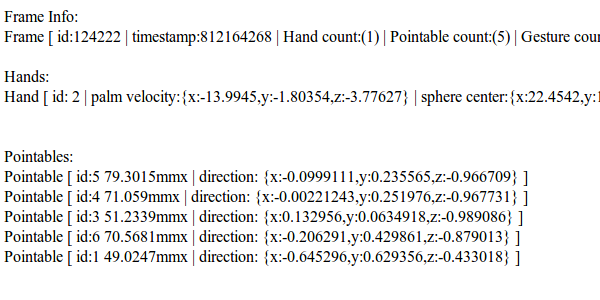 Frame Info:
Frame [ id:124222 | timestamp:812164268 | Hand count:(1) | Pointable count:(5) | Gesture cou
Hands:
Hand [ id: 2 | palm velocity:{x:-13.9945,y:-1.80354,z:-3.77627} | sphere center:{x:22.4542,y:1
Pointables:
Pointable [ id:5 79.3015mmx | direction: {x:-0.0999111,y:0.235565,z:-0.966709} ]
Pointable [ id:4 71.059mmx | direction: {x:-0.00221243,y:0.251976,z:-0.967731} ]
Pointable [ id:3 51.2339mmx | direction: {x:0.132956,y:0.0634918,z:-0.989086} ]
Pointable [ id:6 70.5681mmx | direction: {x:-0.206291,y:0.429861,z:-0.879013} ]
Pointable [ id:1 49.0247mmx | direction: {x:-0.645296,y:0.629356,z:-0.433018} ]